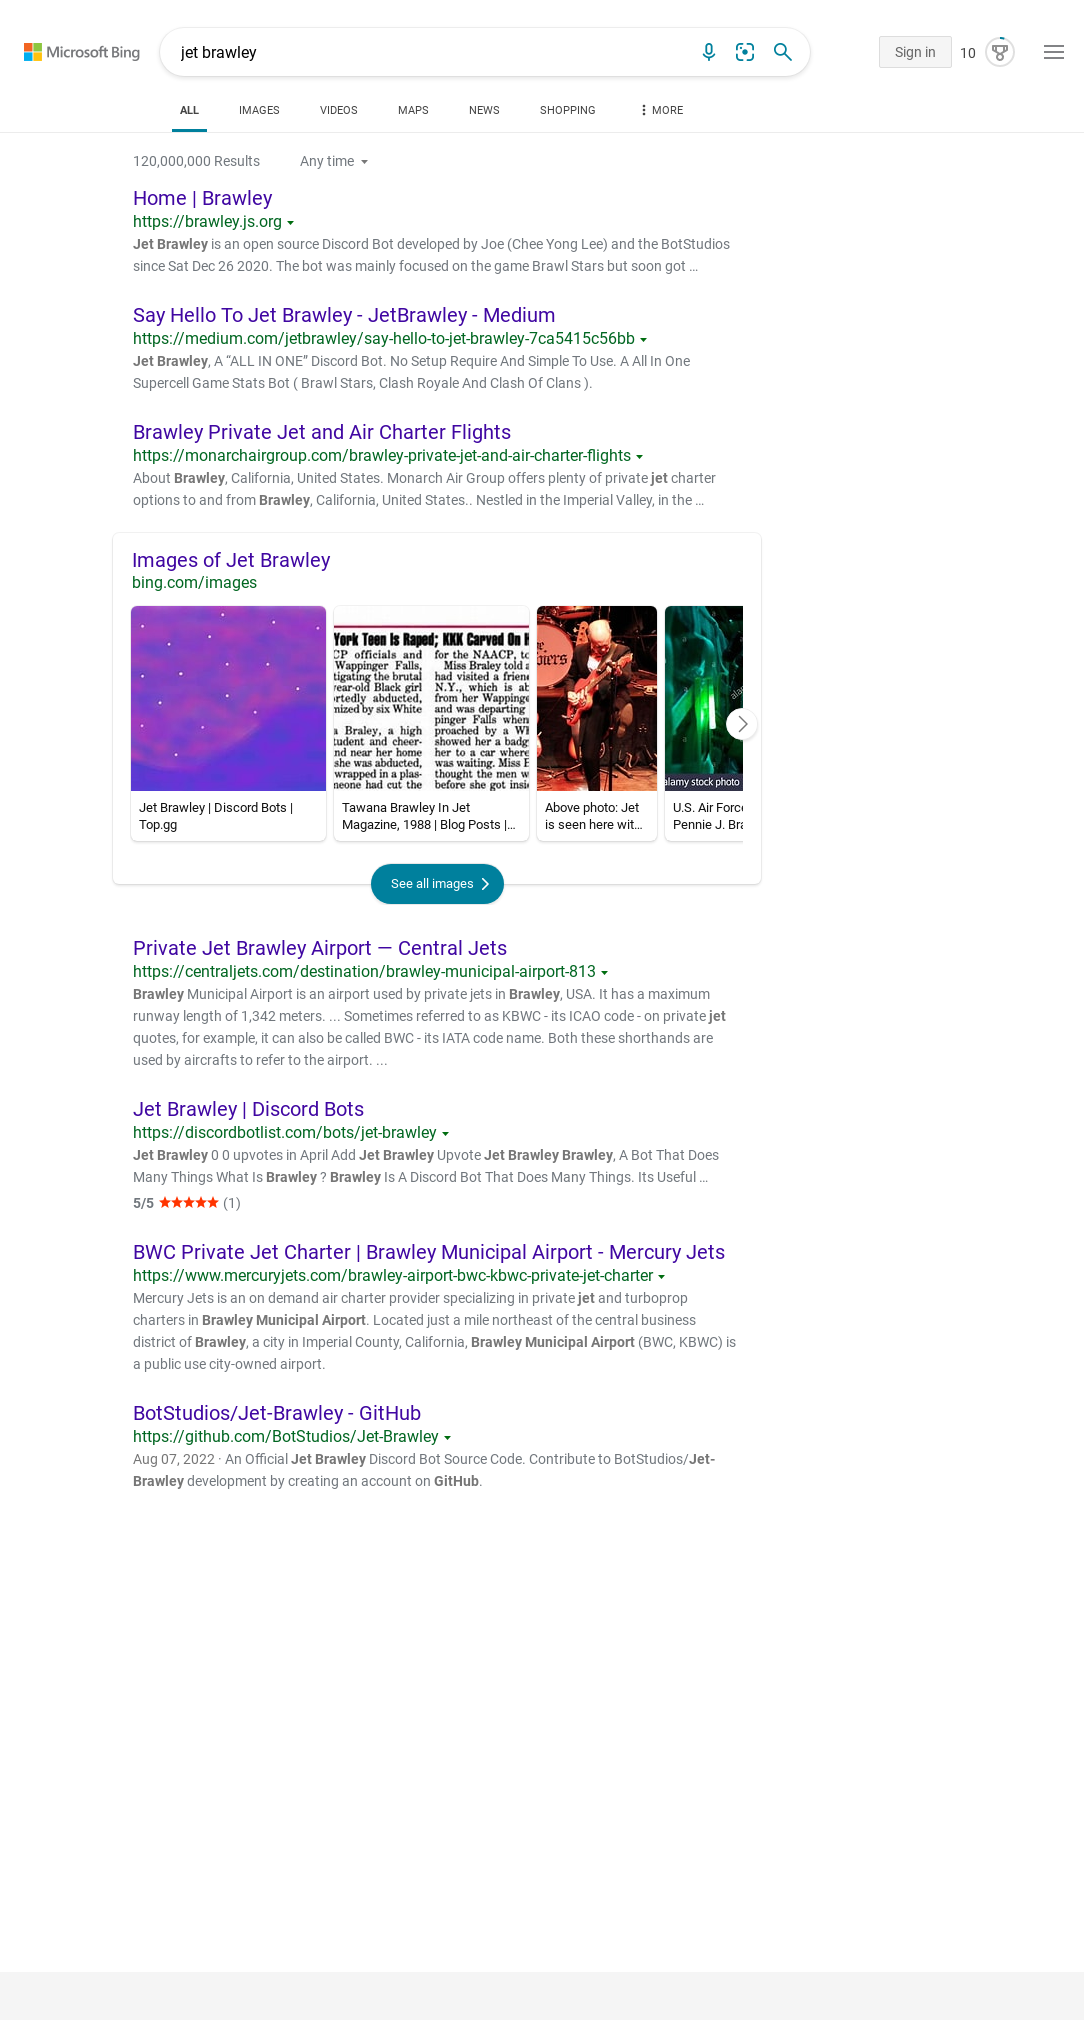 Microsoft Bing
jet brawley
Sign in
10
ALL
IMAGES
VIDEOS
MAPS
NEWS
SHOPPING
MORE
120,000,000 Results
Any time
Home | Brawley
https://brawley.js.org
Jet Brawley is an open source Discord Bot developed by Joe (Chee Yong Lee) and the BotStudios
since Sat Dec 26 2020. The bot was mainly focused on the game Brawl Stars but soon got …
Say Hello To Jet Brawley - JetBrawley - Medium
https://medium.com/jetbrawley/say-hello-to-jet-brawley-7ca5415c56bb
Jet Brawley, A “ALL IN ONE” Discord Bot. No Setup Require And Simple To Use. A All In One
Supercell Game Stats Bot ( Brawl Stars, Clash Royale And Clash Of Clans ).
Brawley Private Jet and Air Charter Flights
https://monarchairgroup.com/brawley-private-jet-and-air-charter-flights
About Brawley, California, United States. Monarch Air Group offers plenty of private jet charter
options to and from Brawley, California, United States.. Nestled in the Imperial Valley, in the …
Images of Jet Brawley
bing.com/images
York Teen Is Raped; KKK Carved On H
CP officials and
Wappinger Falls,
tigating the brutal
year-old Black girl
ortedly abducted,
mized by six White
a Braley, a high
tudent and cheer-
nd near her home
she was abducted,
wrapped in a plas-
meone had cut the
for the NAACP, to
Miss Braley told a
had visited a friend
N.Y., which is ab
from her Wappinge
and was departing
pinger Falls when
proached by a Wh
showed her a badg
her to a car where
was waiting. Miss B
thought the men w
before she got insid
The
piers
a
a
a
a
alamy stock photo
Jet Brawley | Discord Bots |
Top.gg
Tawana Brawley In Jet
Magazine, 1988 | Blog Posts |…
Above photo: Jet
is seen here wit…
U.S. Air Force
Pennie J. Bra
See all images
Private Jet Brawley Airport — Central Jets
https://centraljets.com/destination/brawley-municipal-airport-813
Brawley Municipal Airport is an airport used by private jets in Brawley, USA. It has a maximum
runway length of 1,342 meters. ... Sometimes referred to as KBWC - its ICAO code - on private jet
quotes, for example, it can also be called BWC - its IATA code name. Both these shorthands are
used by aircrafts to refer to the airport. ...
Jet Brawley | Discord Bots
https://discordbotlist.com/bots/jet-brawley
Jet Brawley 0 0 upvotes in April Add Jet Brawley Upvote Jet Brawley Brawley, A Bot That Does
Many Things What Is Brawley ? Brawley Is A Discord Bot That Does Many Things. Its Useful …
5/5 ★★★★★ (1)
BWC Private Jet Charter | Brawley Municipal Airport - Mercury Jets
https://www.mercuryjets.com/brawley-airport-bwc-kbwc-private-jet-charter
Mercury Jets is an on demand air charter provider specializing in private jet and turboprop
charters in Brawley Municipal Airport. Located just a mile northeast of the central business
district of Brawley, a city in Imperial County, California, Brawley Municipal Airport (BWC, KBWC) is
a public use city-owned airport.
BotStudios/Jet-Brawley - GitHub
https://github.com/BotStudios/Jet-Brawley
Aug 07, 2022 · An Official Jet Brawley Discord Bot Source Code. Contribute to BotStudios/Jet-
Brawley development by creating an account on GitHub.